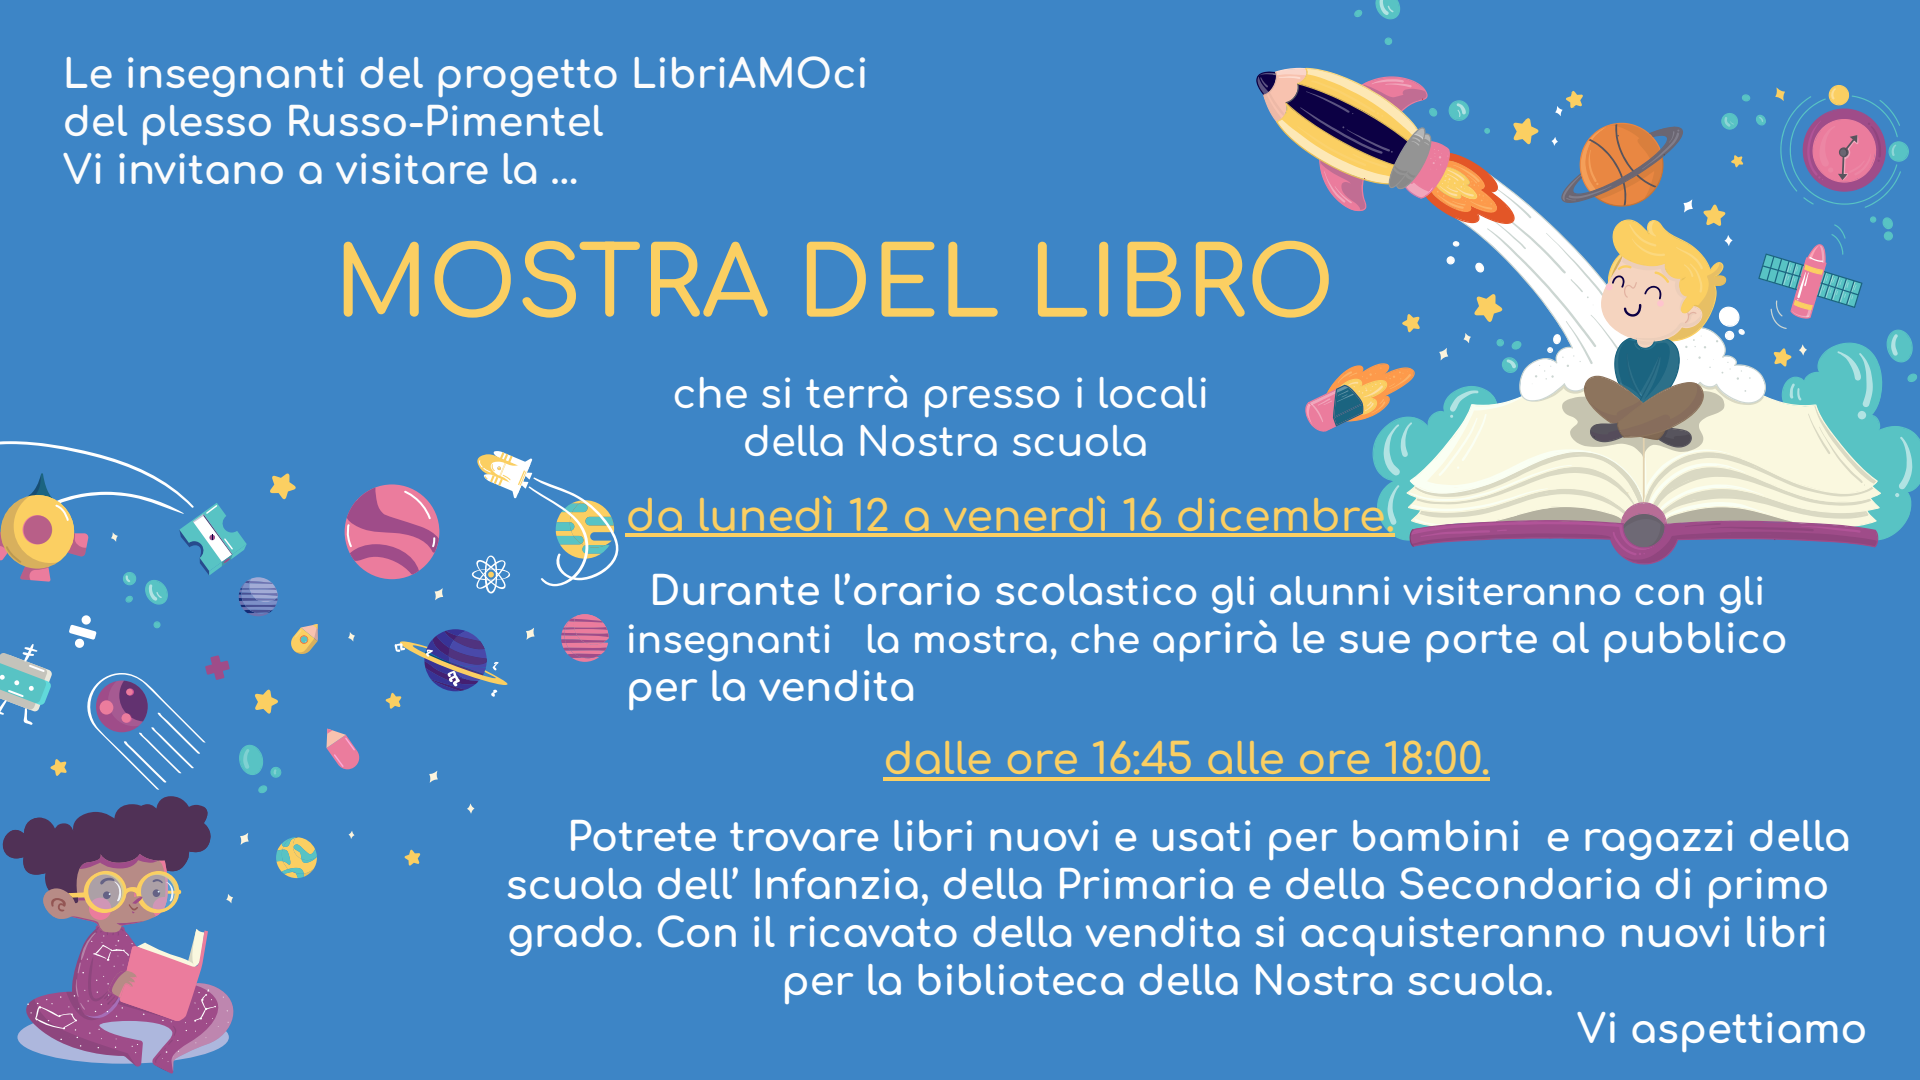 Le insegnanti del progetto LibriAMOci
del plesso Russo-Pimentel
Vi invitano a visitare la ...
MOSTRA DEL LIBRO
che si terrà presso i locali
della Nostra scuola
da lunedì 12 a venerdì 16 dicembre.
Durante l’orario scolastico gli alunni visiteranno con gli
insegnanti la mostra, che aprirà le sue porte al pubblico
per la vendita
dalle ore 16:45 alle ore 18:00.
Potrete trovare libri nuovi e usati per bambini e ragazzi della
scuola dell’ Infanzia, della Primaria e della Secondaria di primo
grado. Con il ricavato della vendita si acquisteranno nuovi libri
per la biblioteca della Nostra scuola.
Vi aspettiamo